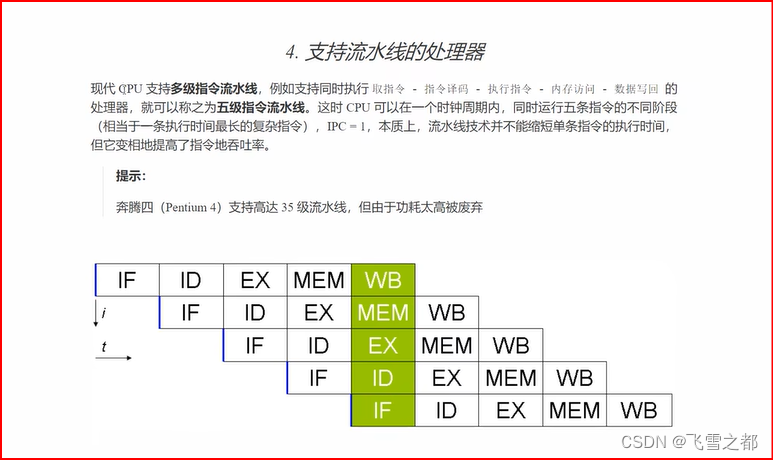 4. 支持流水线的处理器
现代 CPU 支持多级指令流水线，例如支持同时执行 取指令 - 指令译码 - 执行指令 - 内存访问 - 数据写回 的
处理器，就可以称之为五级指令流水线。这时 CPU 可以在一个时钟周期内，同时运行五条指令的不同阶段
（相当于一条执行时间最长的复杂指令），IPC = 1，本质上，流水线技术并不能缩短单条指令的执行时间，
但它变相地提高了指令地吞吐率。
提示：
奔腾四（Pentium 4）支持高达 35 级流水线，但由于功耗太高被废弃
IF ID EX MEM WB
i IF ID EX MEM WB
t IF ID EX MEM WB
IF ID EX MEM WB
IF ID EX MEM WB
CSDN @飞雪之都